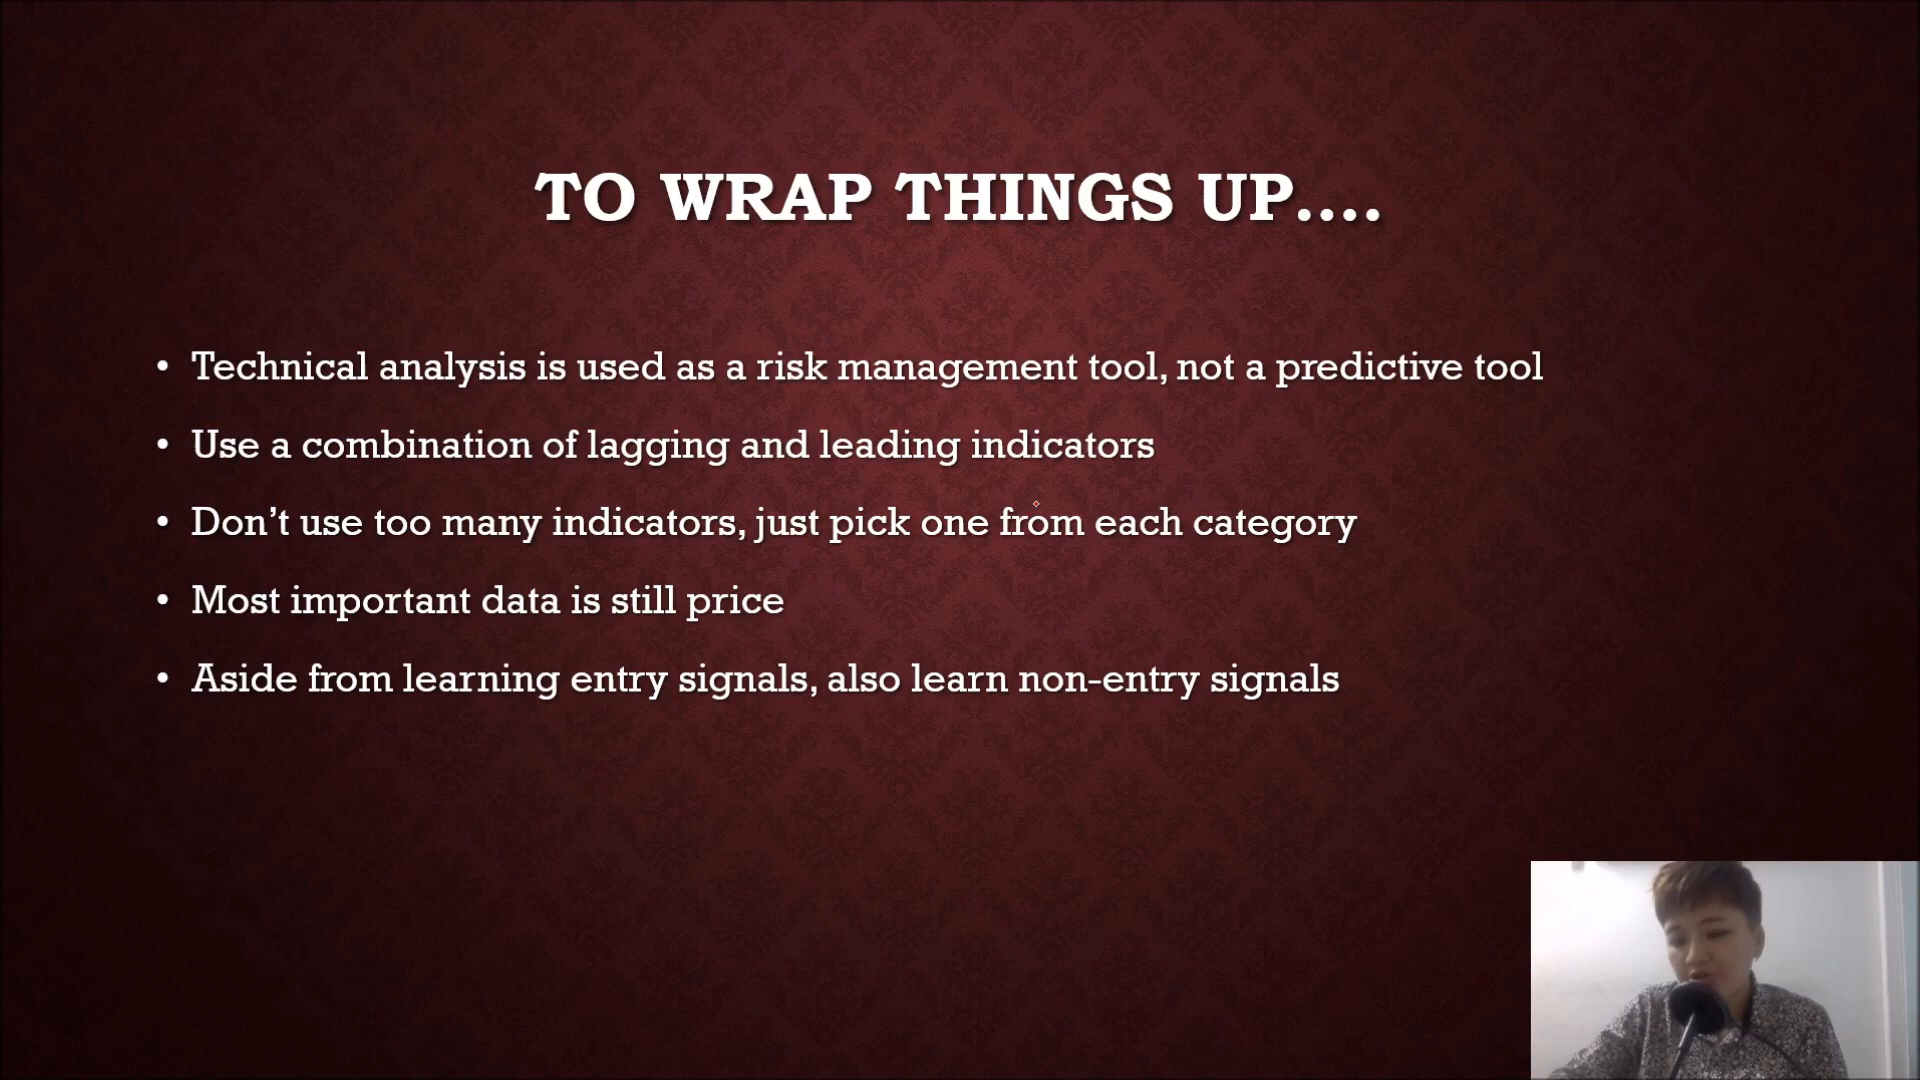 TO WRAP THINGS UP....
• Technical analysis is used as a risk management tool, not a predictive tool
• Use a combination of lagging and leading indicators
• Don’t use too many indicators, just pick one from each category
• Most important data is still price
• Aside from learning entry signals, also learn non-entry signals